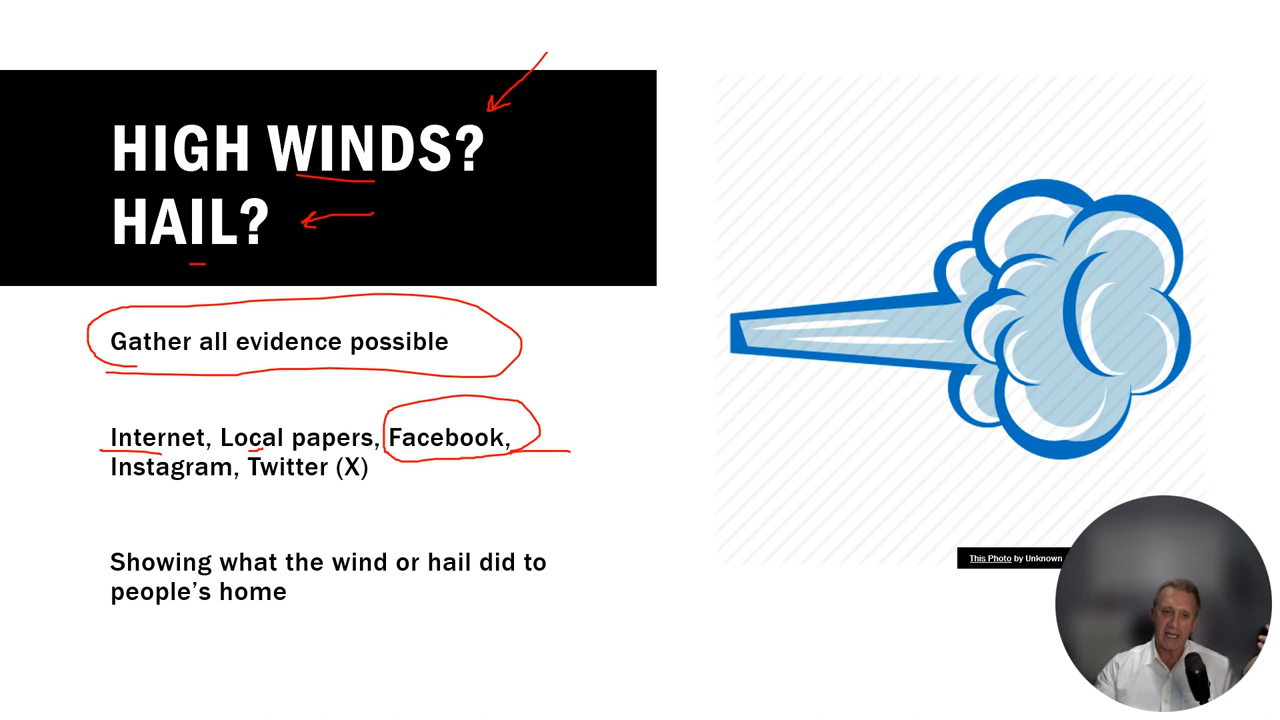 HIGH WINDS?
HAIL?
Gather all evidence possible
Internet, Local papers, Facebook,
Instagram, Twitter (X)
Showing what the wind or hail did to
people’s home
This Photo by Unknown